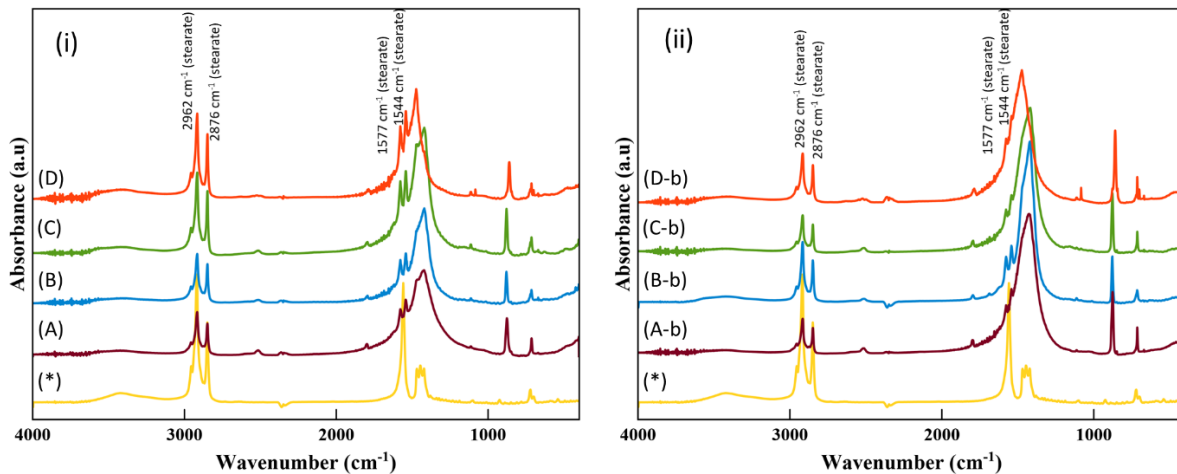 (i)
2962 cm-1 (stearate)
2876 cm-1 (stearate)
1577 cm-1 (stearate)
1544 cm-1 (stearate)
(D)
(C)
(B)
(A)
(*)
Absorbance (a.u)
4000 3000 2000 1000
Wavenumber (cm-1)
(ii)
2962 cm-1 (stearate)
2876 cm-1 (stearate)
1577 cm-1 (stearate)
1544 cm-1 (stearate)
(D-b)
(C-b)
(B-b)
(A-b)
(*)
Absorbance (a.u)
4000 3000 2000 1000
Wavenumber (cm-1)